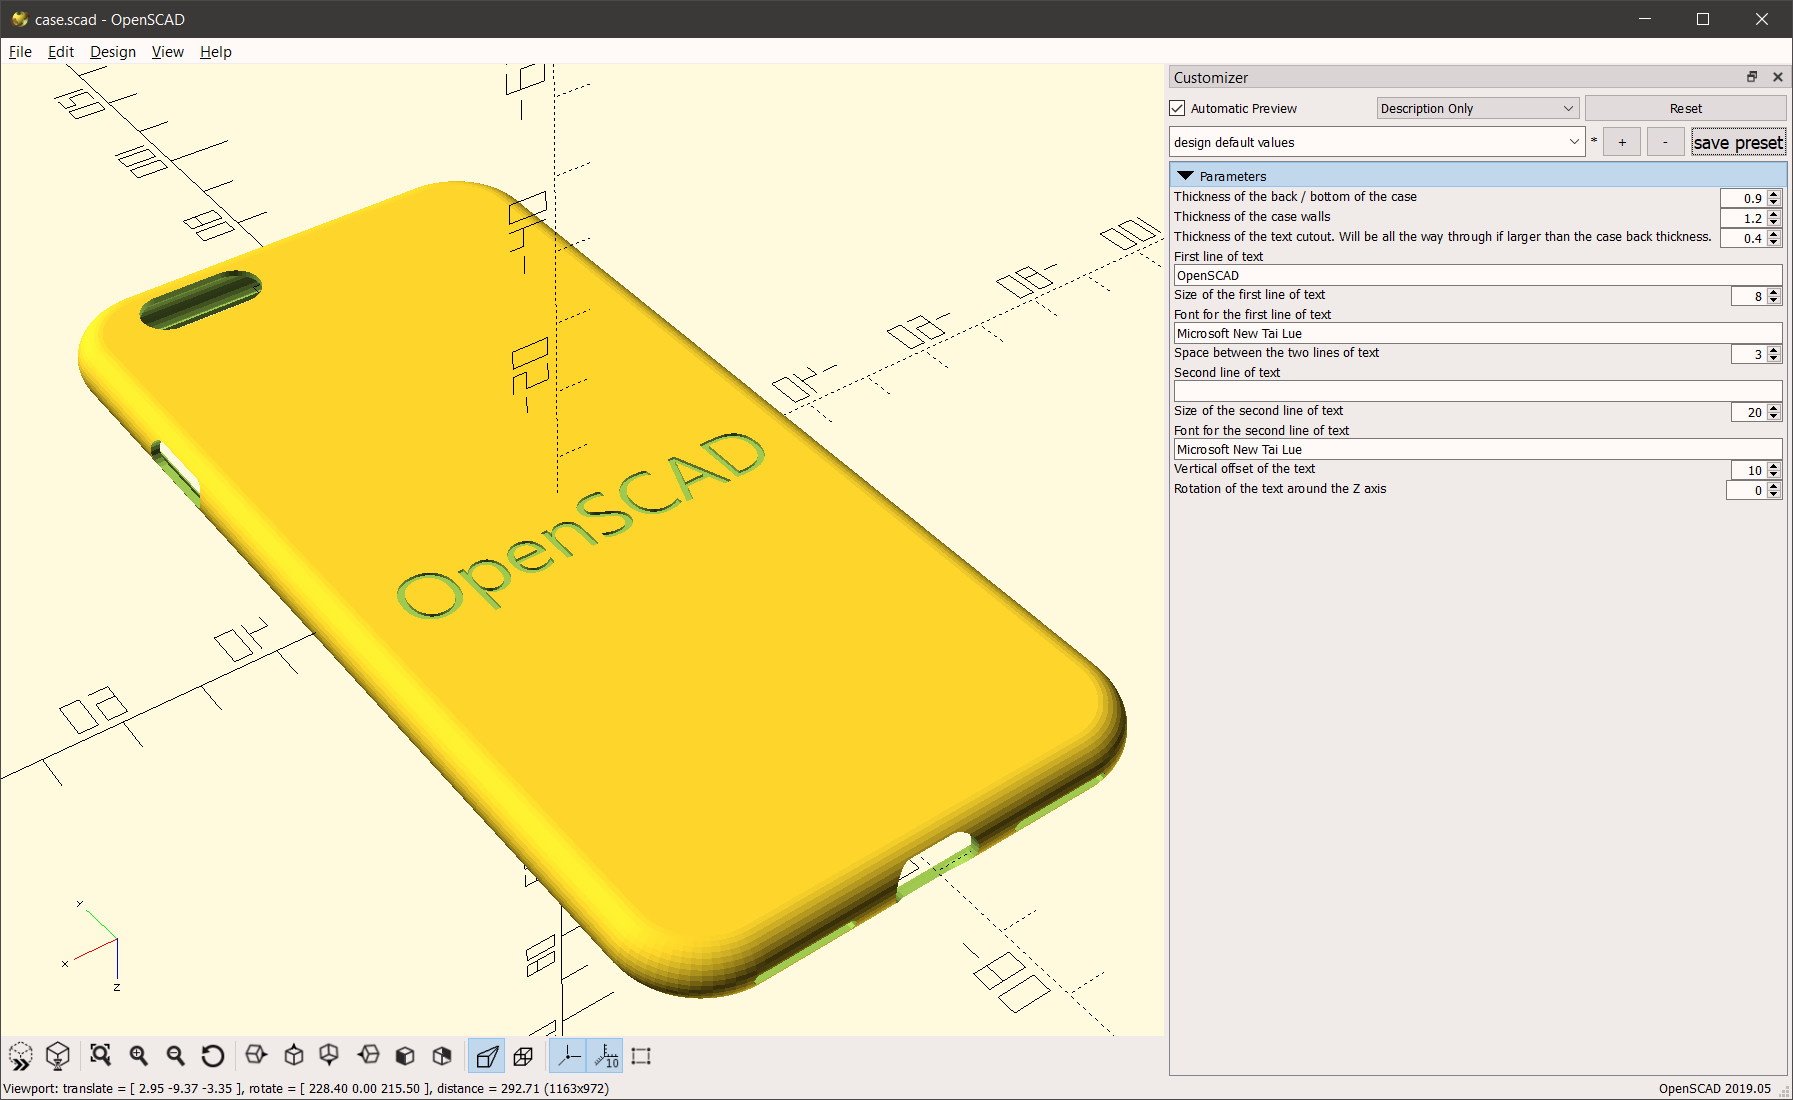 case.scad - OpenSCAD
File Edit Design View Help
Customizer
Automatic Preview Description Only Reset
design default values * + - save preset
Parameters
Thickness of the back / bottom of the case 0.9
Thickness of the case walls 1.2
Thickness of the text cutout. Will be all the way through if larger than the case back thickness. 0.4
First line of text
OpenSCAD
Size of the first line of text 8
Font for the first line of text
Microsoft New Tai Lue
Space between the two lines of text 3
Second line of text
Size of the second line of text 20
Font for the second line of text
Microsoft New Tai Lue
Vertical offset of the text 10
Rotation of the text around the Z axis 0
OpenSCAD
y
x
z
10
Viewport: translate = [ 2.95 -9.37 -3.35 ], rotate = [ 228.40 0.00 215.50 ], distance = 292.71 (1163x972)
OpenSCAD 2019.05